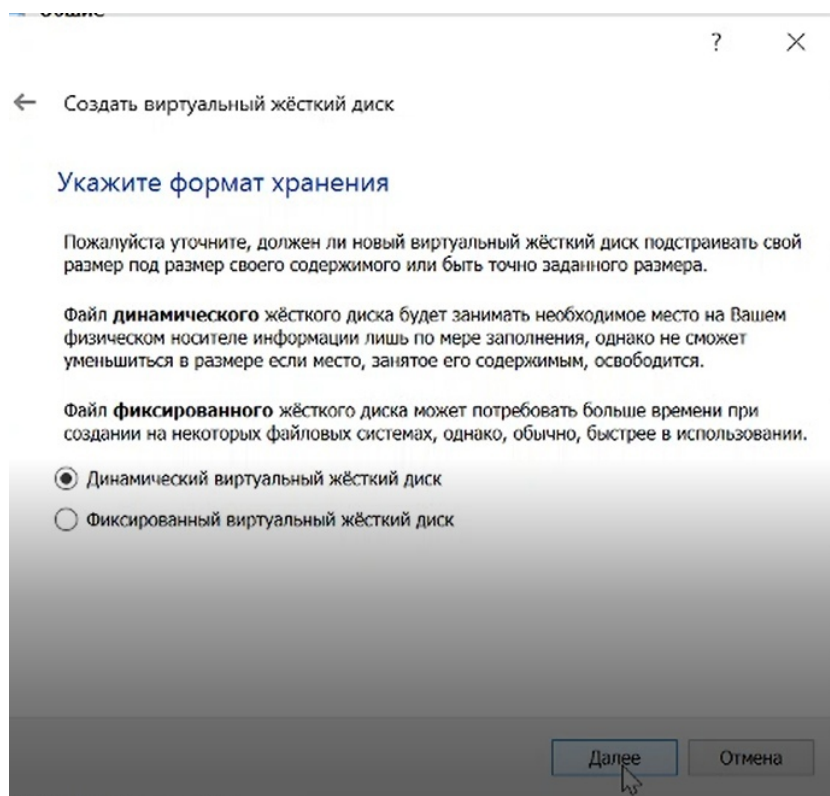 ?
Создать виртуальный жёсткий диск
Укажите формат хранения
Пожалуйста уточните, должен ли новый виртуальный жёсткий диск подстраивать свой
размер под размер своего содержимого или быть точно заданного размера.
Файл динамического жёсткого диска будет занимать необходимое место на Вашем
физическом носителе информации лишь по мере заполнения, однако не сможет
уменьшиться в размере если место, занятое его содержимым, освободится.
Файл фиксированного жёсткого диска может потребовать больше времени при
создании на некоторых файловых системах, однако, обычно, быстрее в использовании.
Динамический виртуальный жёсткий диск
Фиксированный виртуальный жёсткий диск
Далее Отмена